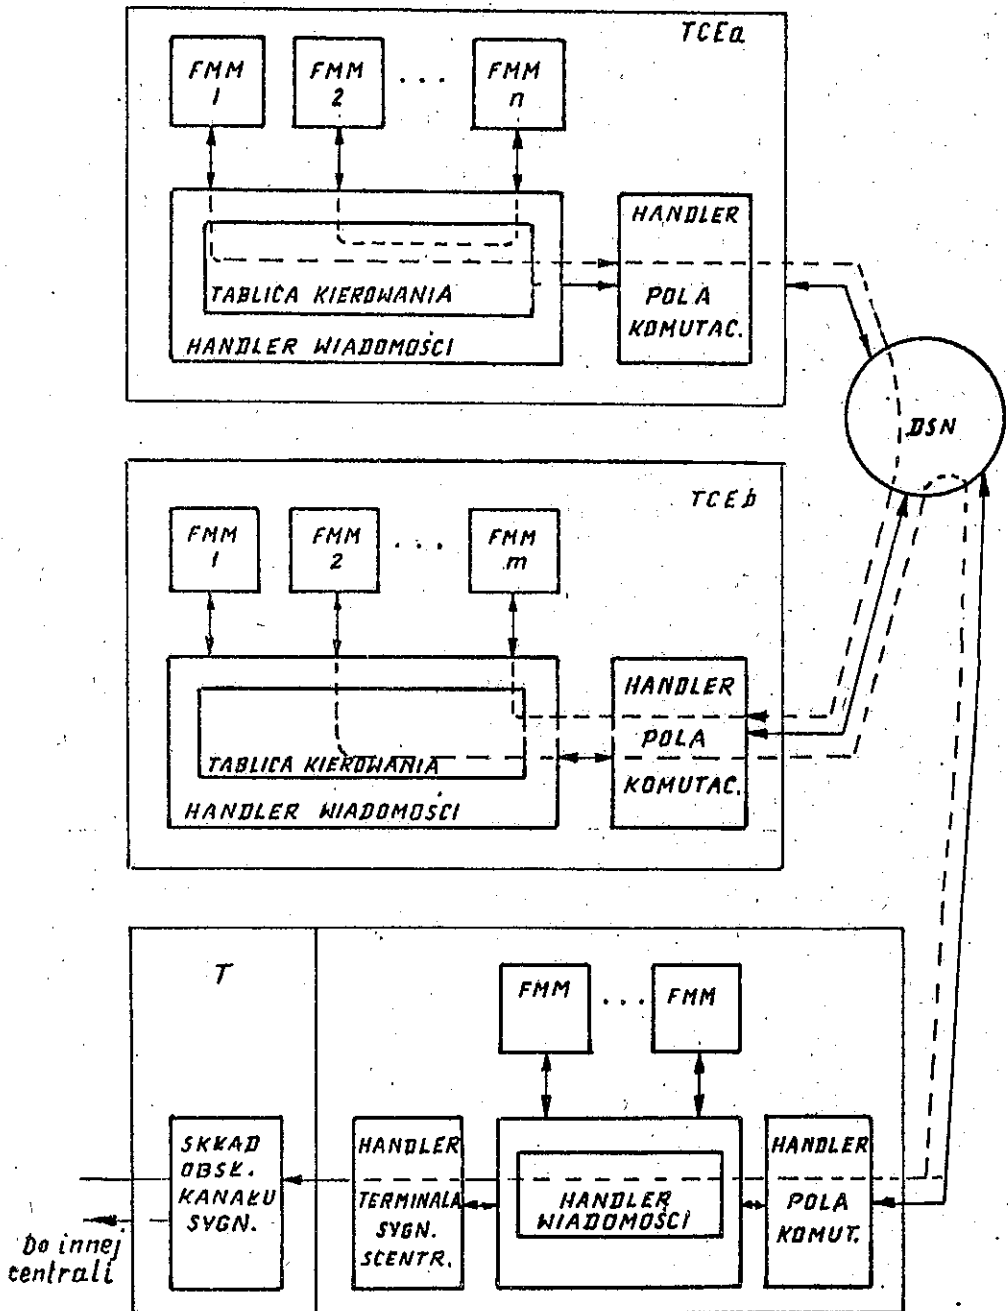 TCEa
FMM
1
FMM
2
...
FMM
n
HANDLER
POLA
KOMUTAC.
TABLICA KIEROWANIA
HANDLER WIADOMOŚCI
DSN
TCEb
FMM
1
FMM
2
...
FMM
m
HANDLER
POLA
KOMUTAC.
TABLICA KIEROWANIA
HANDLER WIADOMOŚCI
T
FMM
...
FMM
SKŁAD
OBSŁ.
KANAŁU
SYGN.
HANDLER
TERMINALA
SYGN.
SCENTR.
HANDLER
WIADOMOŚCI
HANDLER
POLA
KOMUT.
Do innej
centrali